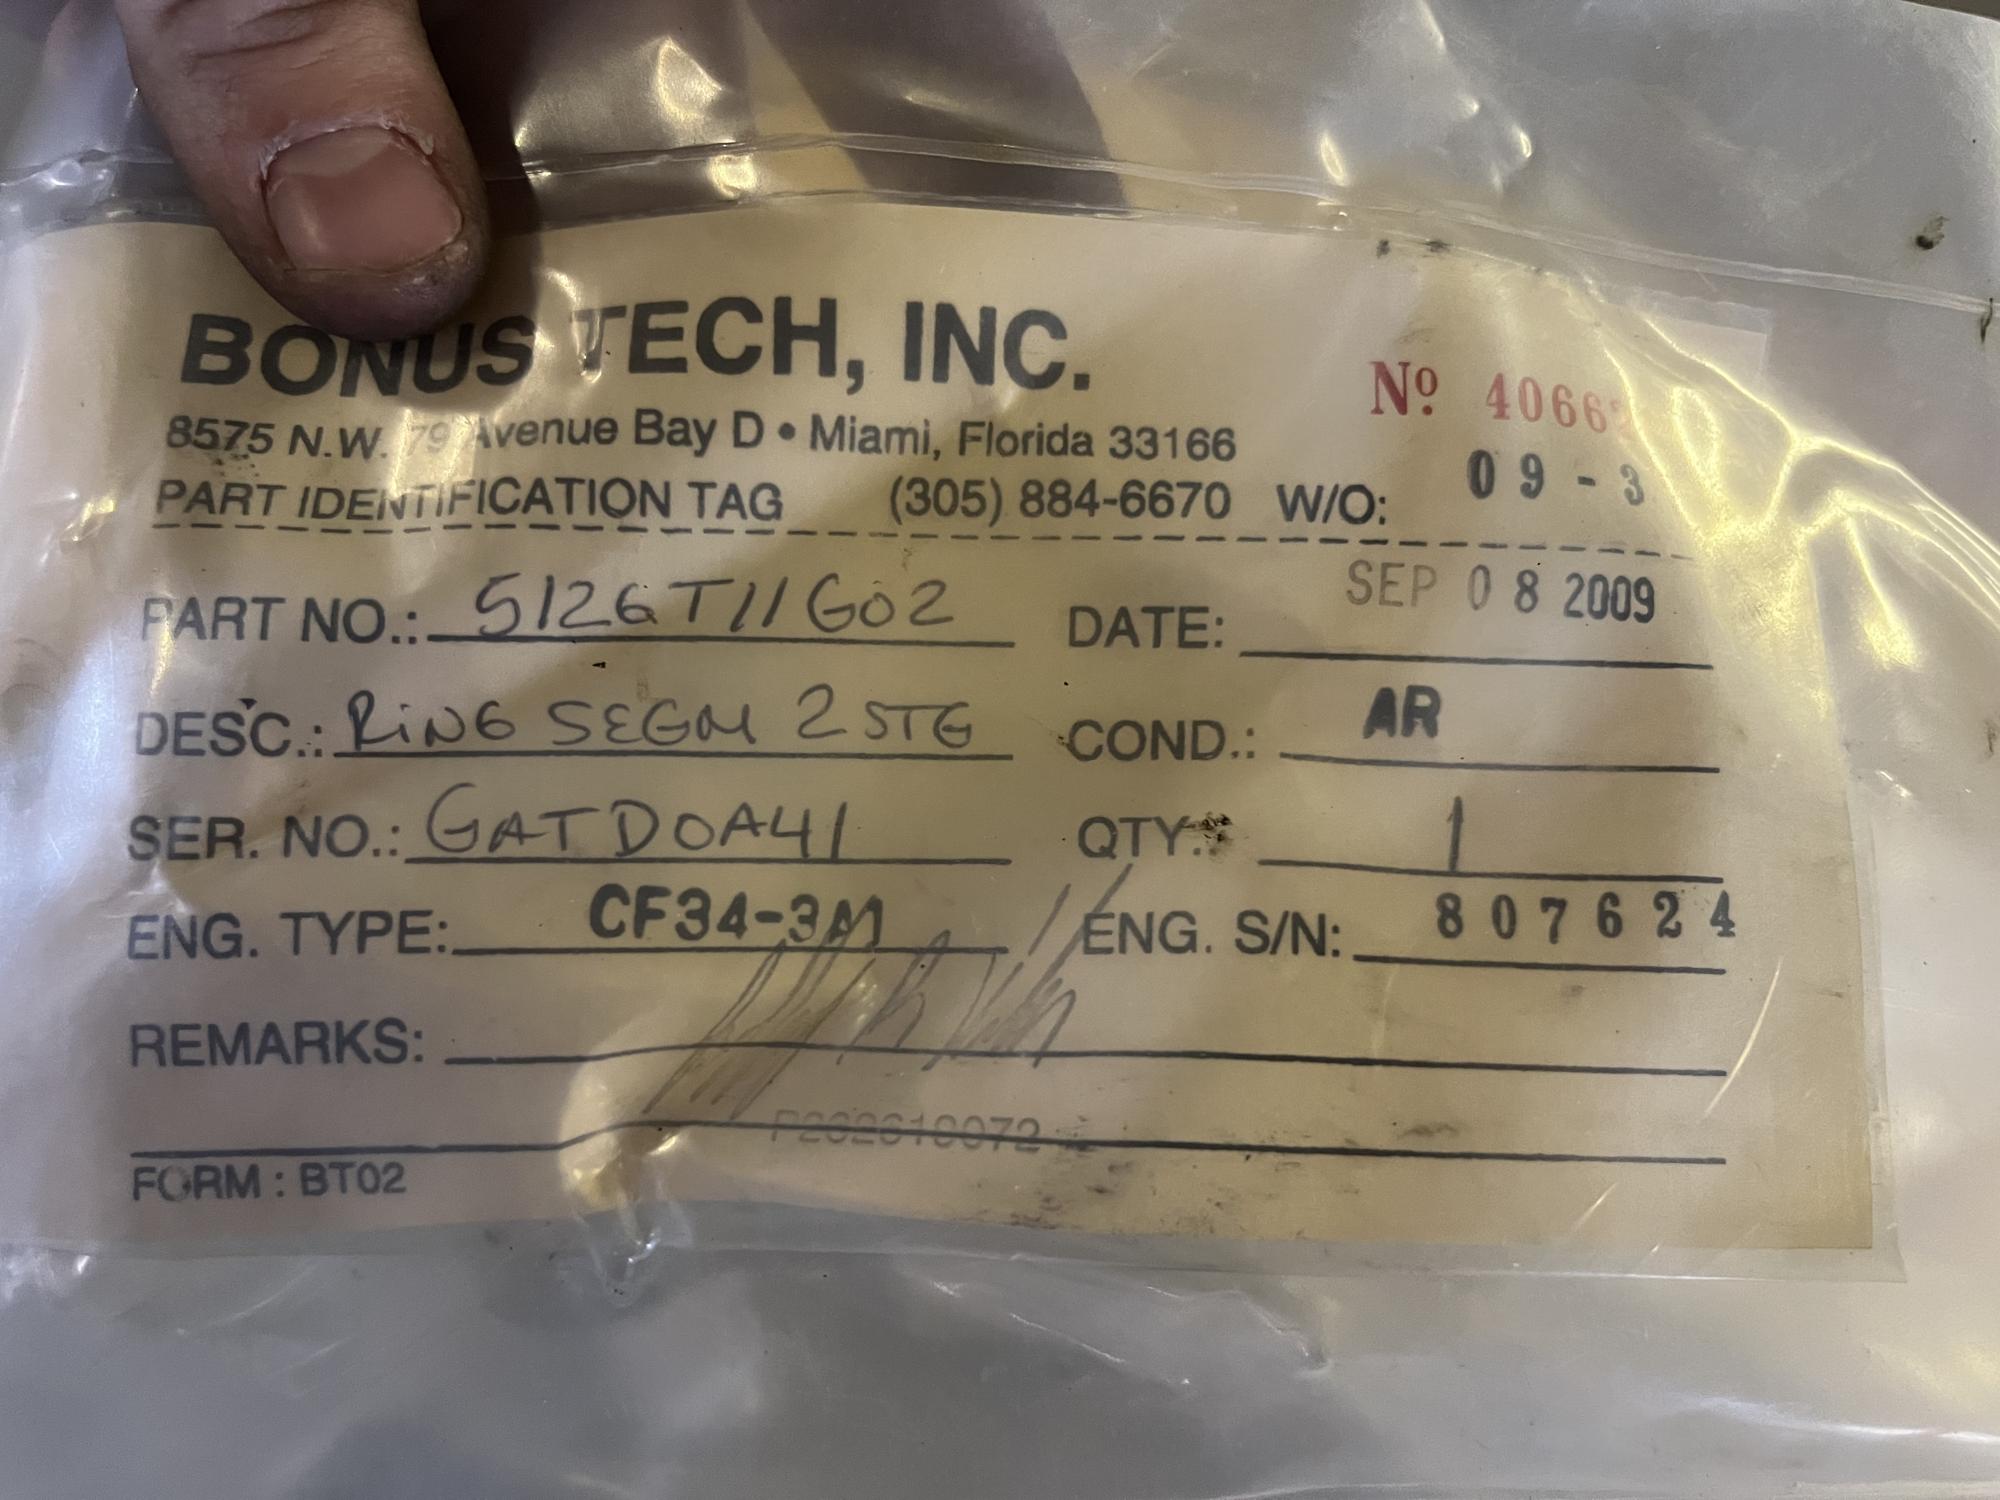 BONUS TECH, INC.
8575 N.W. 79 Avenue Bay D • Miami, Florida 33166
Nº 4066
PART IDENTIFICATION TAG (305) 884-6670 W/O: 09-3
PART NO.: 5126T11G02 DATE: SEP 08 2009
DESC.: RING SEGM 2 STG COND.: AR
SER. NO.: GATD0A41 QTY.: 1
ENG. TYPE: CF34-3A1 ENG. S/N: 807624
REMARKS:
FORM : BT02